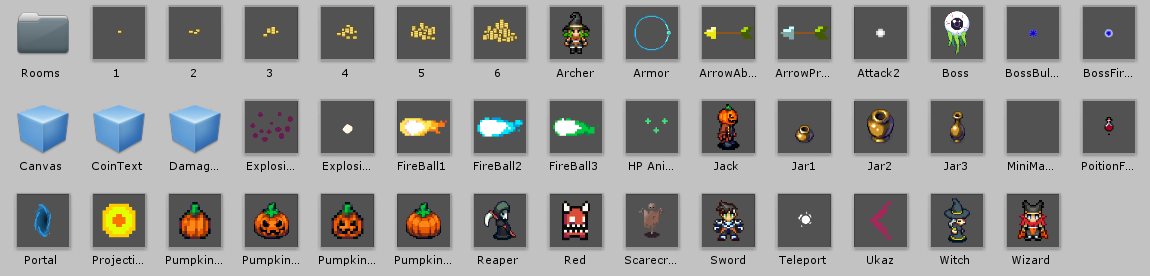 Rooms 1 2 3 4 5 6 Archer Armor ArrowAb... ArrowPr... Attack2 Boss BossBul... BossFir...
Canvas CoinText Damag... Explosi... Explosi... FireBall1 FireBall2 FireBall3 HP Ani... Jack Jar1 Jar2 Jar3 MiniMa... PoitionF...
Portal Projecti... Pumpkin... Pumpkin... Pumpkin... Pumpkin... Reaper Red Scarecr... Sword Teleport Ukaz Witch Wizard